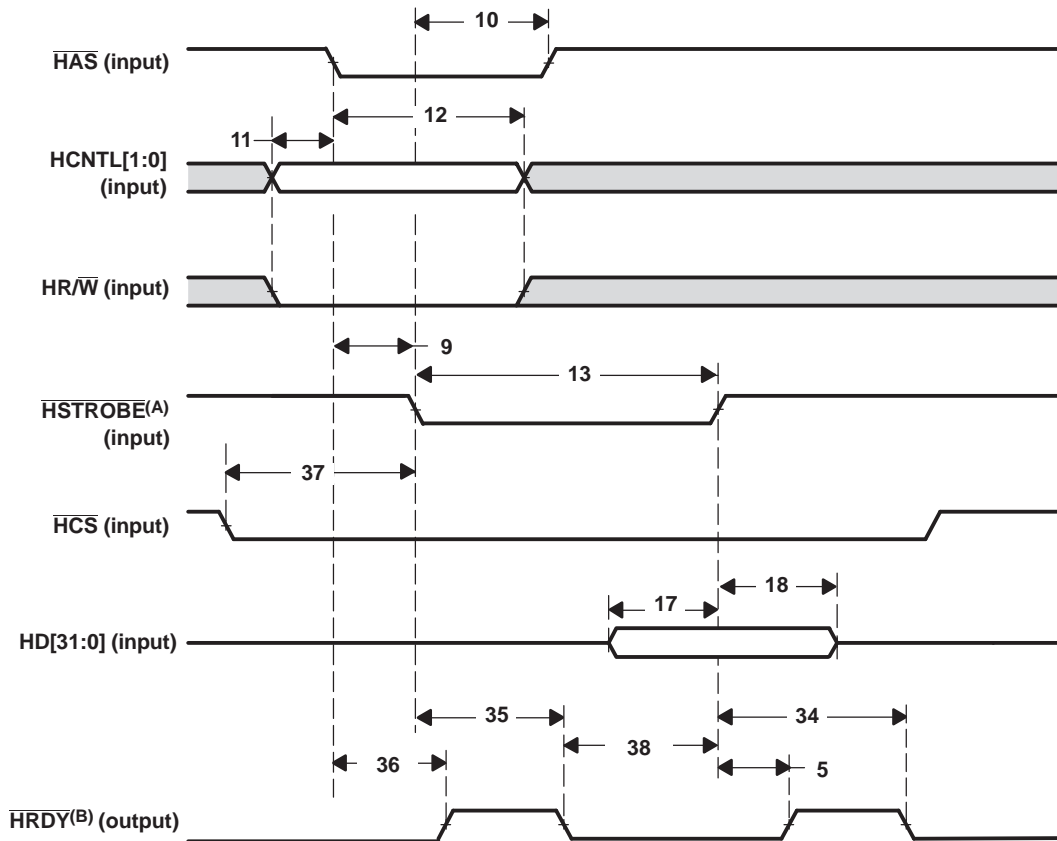 10
HAS (input)
12
11
HCNTL[1:0]
(input)
HR/W (input)
9
13
HSTROBE(A)
(input)
37
HCS (input)
18
17
HD[31:0] (input)
35
34
38
36
5
HRDY(B) (output)